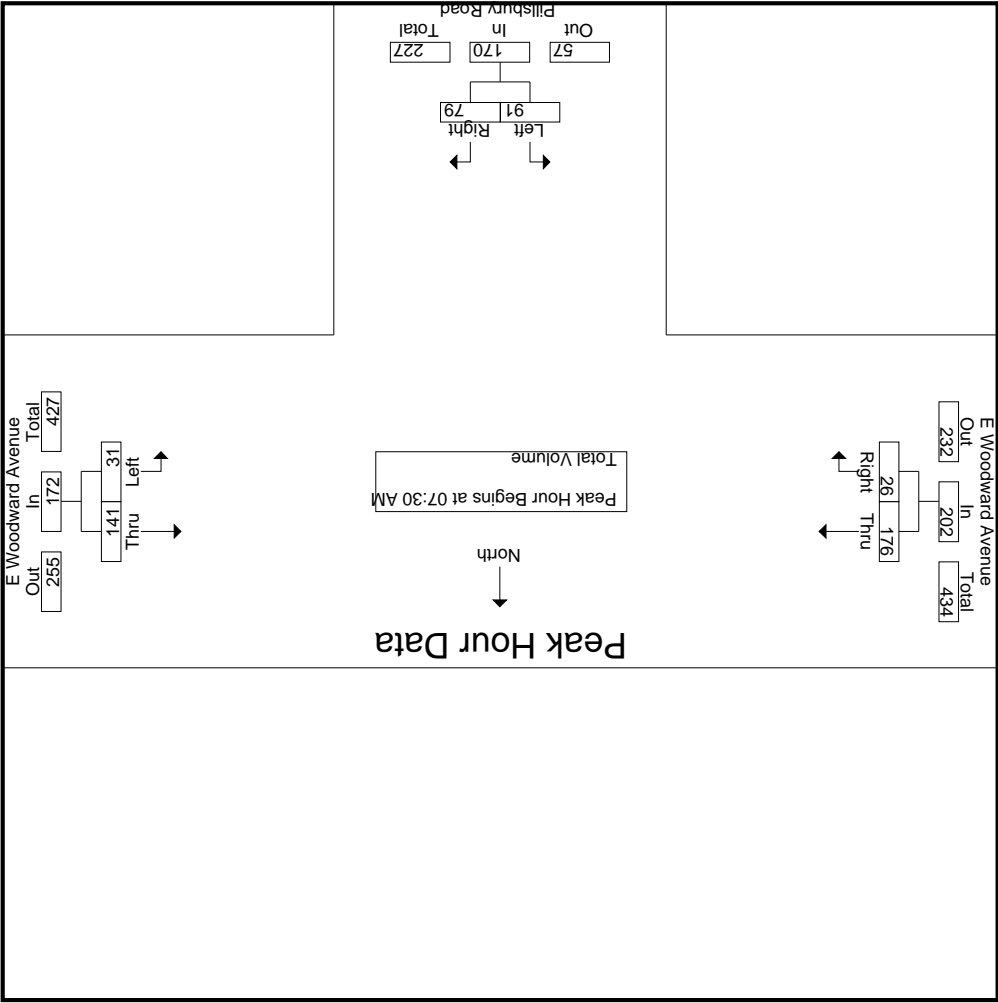 Peak Hour Data
North
Peak Hour Begins at 07:30 AM
Total Volume
E Woodward Avenue
Out In Total
232 202 434
26 176
Right Thru
Thru Left
141 31
Out In Total
255 172 427
E Woodward Avenue
Left Right
91 79
57 170 227
Out In Total
Pillsbury Road